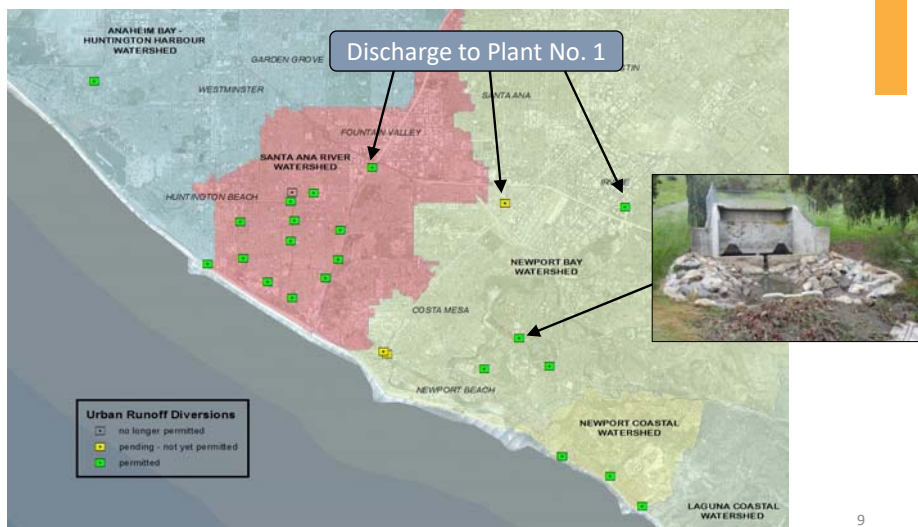 ANAHEIM BAY -
HUNTINGTON HARBOUR
WATERSHED
Discharge to Plant No. 1
GARDEN GROVE
STIN
WESTMINSTER
SANTA ANA
FOUNTAIN VALLEY
SANTA ANA RIVER
WATERSHED
HUNTINGTON BEACH
NEWPORT BAY
WATERSHED
COSTA MESA
NEWPORT BEACH
Urban Runoff Diversions
no longer permitted
pending - not yet permitted
permitted
NEWPORT COASTAL
WATERSHED
LAGUNA COASTAL
WATERSHED
9